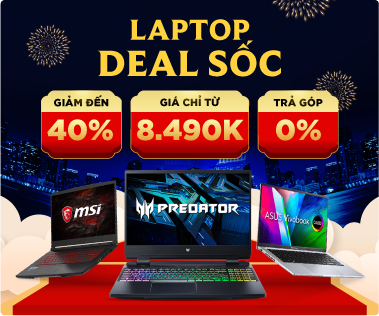 LAPTOP
DEAL SỐC
GIẢM ĐẾN
40%
GIÁ CHỈ TỪ
8.490K
TRẢ GÓP
0%
msi
PREDATOR
ASUS Vivobook